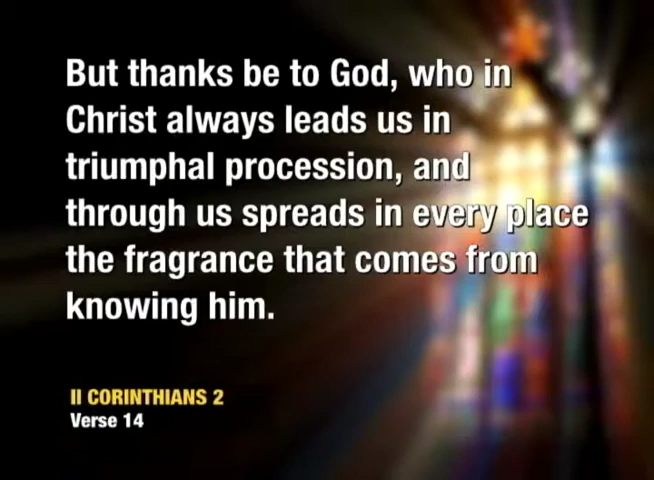 But thanks be to God, who in
Christ always leads us in
triumphal procession, and
through us spreads in every place
the fragrance that comes from
knowing him.
II CORINTHIANS 2
Verse 14